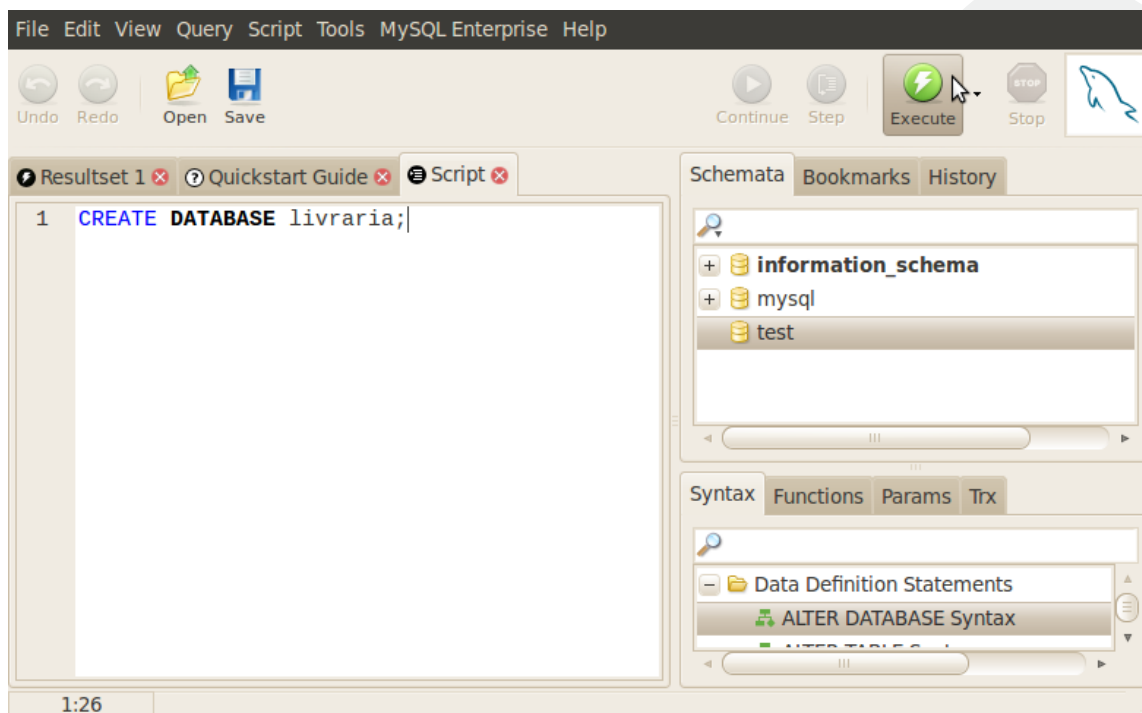 File Edit View Query Script Tools MySQL Enterprise Help
Undo Redo Open Save Continue Step Execute STOP Stop
Resultset 1 Quickstart Guide Script
1 CREATE DATABASE livraria;
1:26
Schemata Bookmarks History
information_schema
mysql
test
Syntax Functions Params Trx
Data Definition Statements
ALTER DATABASE Syntax